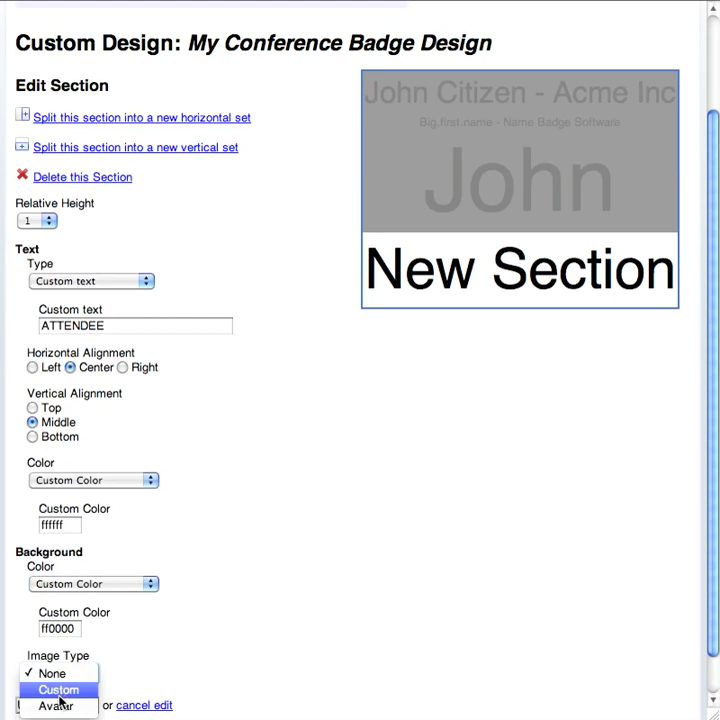 Custom Design: My Conference Badge Design
Edit Section
Split this section into a new horizontal set
Split this section into a new vertical set
Delete this Section
Relative Height
1
Text
Type
Custom text
Custom text
ATTENDEE
Horizontal Alignment
Left Center Right
Vertical Alignment
Top
Middle
Bottom
Color
Custom Color
Custom Color
ffffff
Background
Color
Custom Color
Custom Color
ff0000
Image Type
✓ None
Custom
Avatar
or cancel edit
John Citizen - Acme Inc
Big.first.name - Name Badge Software
John
New Section